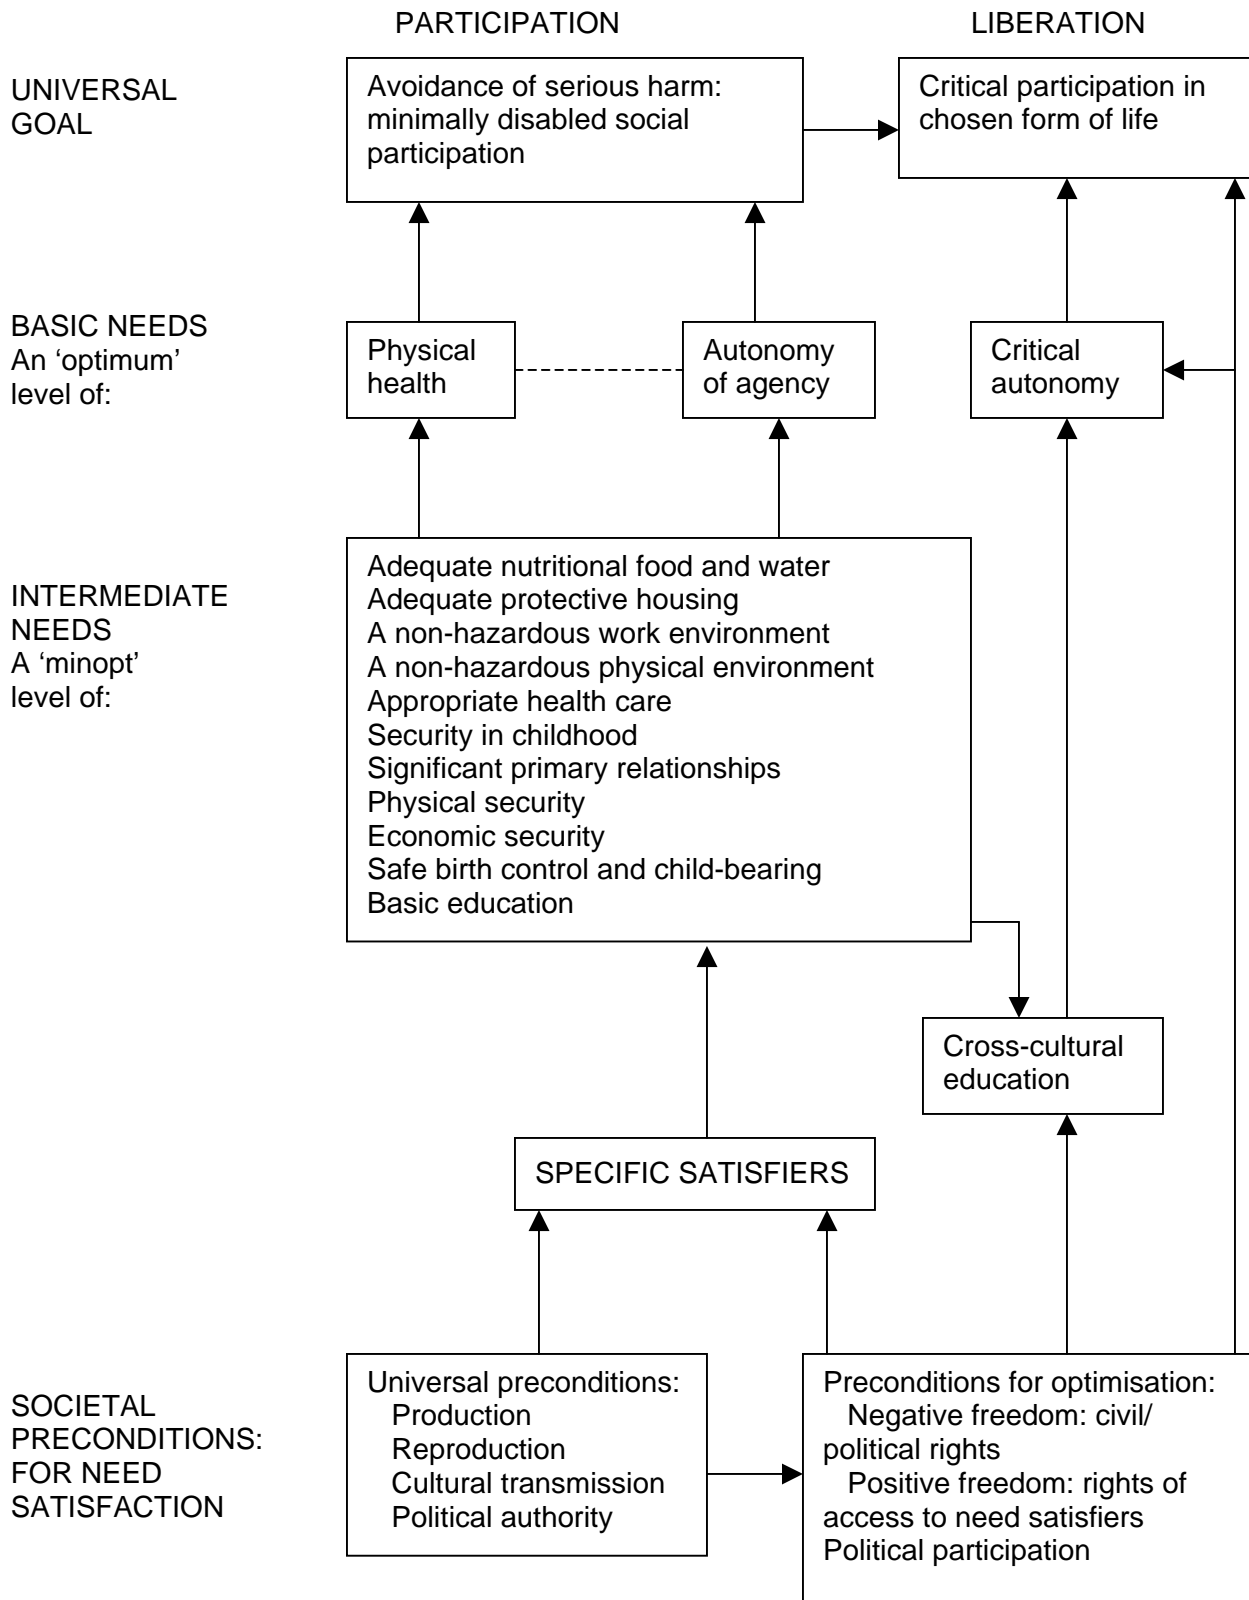 PARTICIPATION
LIBERATION
UNIVERSAL
GOAL
Avoidance of serious harm:
minimally disabled social
participation
Critical participation in
chosen form of life
BASIC NEEDS
An ‘optimum’
level of:
Physical
health
Autonomy
of agency
Critical
autonomy
INTERMEDIATE
NEEDS
A ‘minopt’
level of:
Adequate nutritional food and water
Adequate protective housing
A non-hazardous work environment
A non-hazardous physical environment
Appropriate health care
Security in childhood
Significant primary relationships
Physical security
Economic security
Safe birth control and child-bearing
Basic education
Cross-cultural
education
SPECIFIC SATISFIERS
SOCIETAL
PRECONDITIONS:
FOR NEED
SATISFACTION
Universal preconditions:
Production
Reproduction
Cultural transmission
Political authority
Preconditions for optimisation:
Negative freedom: civil/
political rights
Positive freedom: rights of
access to need satisfiers
Political participation